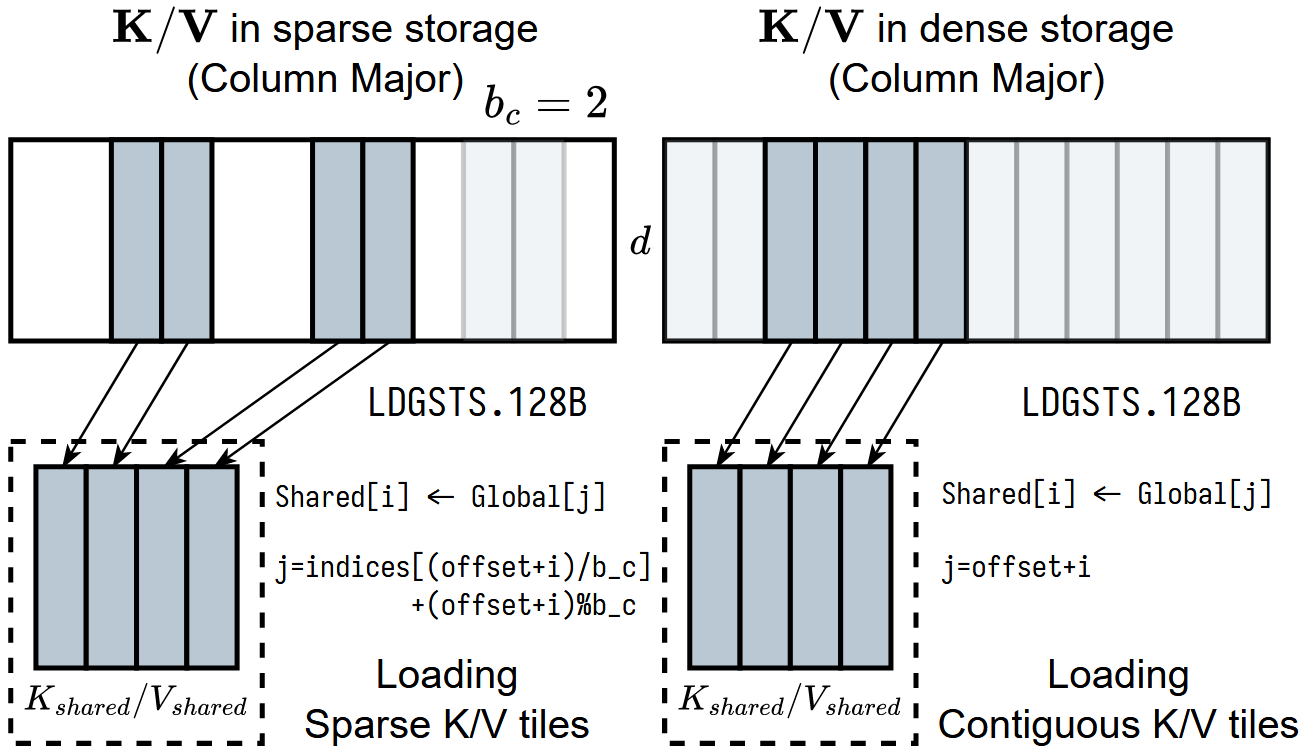 K/V in sparse storage
(Column Major)
b_c = 2
K/V in dense storage
(Column Major)
d
LDGSTS.128B
LDGSTS.128B
Shared[i] ← Global[j]
j=indices[(offset+i)/b_c]
+(offset+i)%b_c
K_shared/V_shared
Loading
Sparse K/V tiles
Shared[i] ← Global[j]
j=offset+i
K_shared/V_shared
Loading
Contiguous K/V tiles